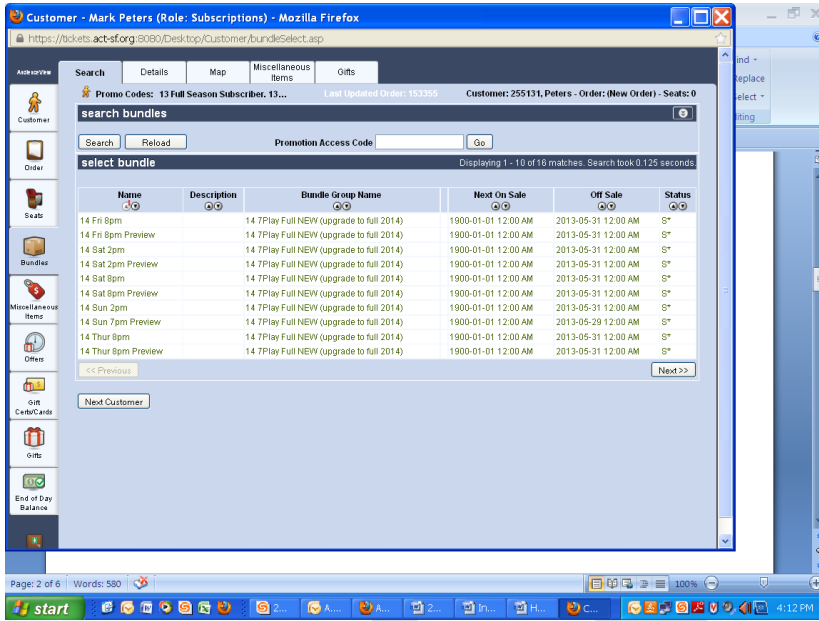 Customer - Mark Peters (Role: Subscriptions) - Mozilla Firefox
https://tickets.act-sf.org:8080/Desktop/Customer/bundleSelect.asp
AudienceView
Search Details Map Miscellaneous Items Gifts
Promo Codes: 13 Full Season Subscriber. 13... Last Updated Order: 153355 Customer: 255131, Peters - Order: (New Order) - Seats: 0
search bundles
Search Reload Promotion Access Code Go
select bundle Displaying 1 - 10 of 16 matches. Search took 0.125 seconds.
Name Description Bundle Group Name Next On Sale Off Sale Status
14 Fri 8pm 14 7Play Full NEW (upgrade to full 2014) 1900-01-01 12:00 AM 2013-05-31 12:00 AM S*
14 Fri 8pm Preview 14 7Play Full NEW (upgrade to full 2014) 1900-01-01 12:00 AM 2013-05-31 12:00 AM S*
14 Sat 2pm 14 7Play Full NEW (upgrade to full 2014) 1900-01-01 12:00 AM 2013-05-31 12:00 AM S*
14 Sat 2pm Preview 14 7Play Full NEW (upgrade to full 2014) 1900-01-01 12:00 AM 2013-05-31 12:00 AM S*
14 Sat 8pm 14 7Play Full NEW (upgrade to full 2014) 1900-01-01 12:00 AM 2013-05-31 12:00 AM S*
14 Sat 8pm Preview 14 7Play Full NEW (upgrade to full 2014) 1900-01-01 12:00 AM 2013-05-31 12:00 AM S*
14 Sun 2pm 14 7Play Full NEW (upgrade to full 2014) 1900-01-01 12:00 AM 2013-05-31 12:00 AM S*
14 Sun 7pm Preview 14 7Play Full NEW (upgrade to full 2014) 1900-01-01 12:00 AM 2013-05-29 12:00 AM S*
14 Thur 8pm 14 7Play Full NEW (upgrade to full 2014) 1900-01-01 12:00 AM 2013-05-31 12:00 AM S*
14 Thur 8pm Preview 14 7Play Full NEW (upgrade to full 2014) 1900-01-01 12:00 AM 2013-05-31 12:00 AM S*
<< Previous Next >>
Next Customer
Customer
Order
Seats
Bundles
Miscellaneous
Items
Offers
Gift
Certs/Cards
Gifts
End of Day
Balance
ind
Replace
elect
iting
Page: 2 of 6 Words: 580 100%
start 2... A... A... 2... In... H... C... 4:12 PM